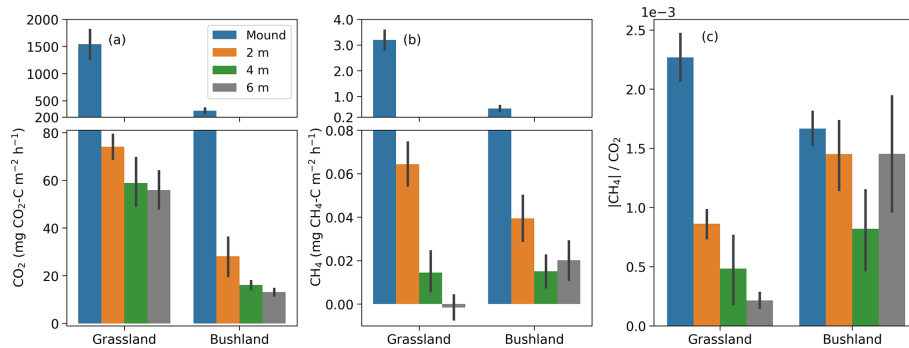 (a)
2000
1500
1000
500
200
80
60
40
20
0
CO₂ (mg CO₂-C m⁻² h⁻¹)
Mound
2 m
4 m
6 m
Grassland Bushland
(b)
4.0
3.0
2.0
1.0
0.2
0.08
0.06
0.04
0.02
0.00
CH₄ (mg CH₄-C m⁻² h⁻¹)
Grassland Bushland
1e−3
(c)
2.5
2.0
1.5
1.0
0.5
0.0
|CH₄| / CO₂
Grassland Bushland